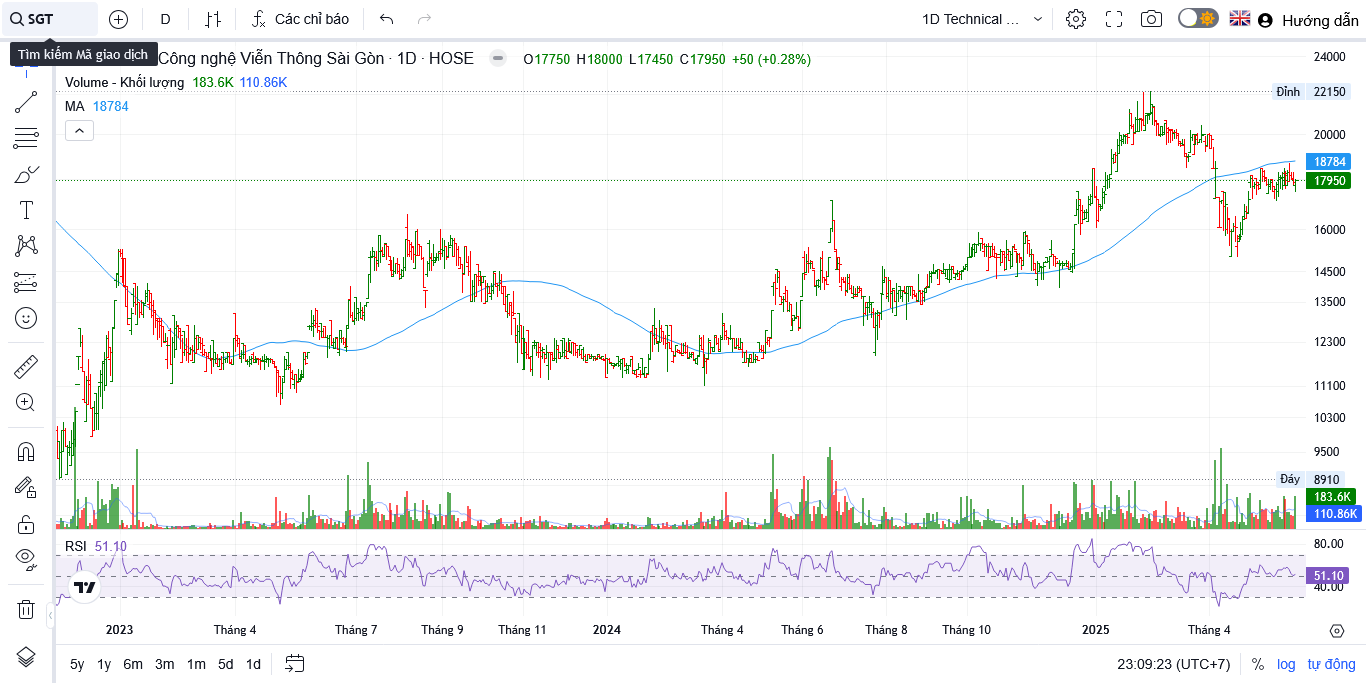 SGT
D
Các chỉ báo
1D Technical ...
Hướng dẫn
Tìm kiếm Mã giao dịch
Công nghệ Viễn Thông Sài Gòn · 1D · HOSE
O17750 H18000 L17450 C17950 +50 (+0.28%)
Volume - Khối lượng 183.6K 110.86K
MA 18784
24000
Đỉnh 22150
20000
18784
17950
16000
14500
13500
12300
11100
10300
9500
Đáy 8910
183.6K
110.86K
RSI 51.10
80.00
51.10
40.00
2023 Tháng 4 Tháng 7 Tháng 9 Tháng 11 2024 Tháng 4 Tháng 6 Tháng 8 Tháng 10 2025 Tháng 4
5y 1y 6m 3m 1m 5d 1d
23:09:23 (UTC+7) % log tự động